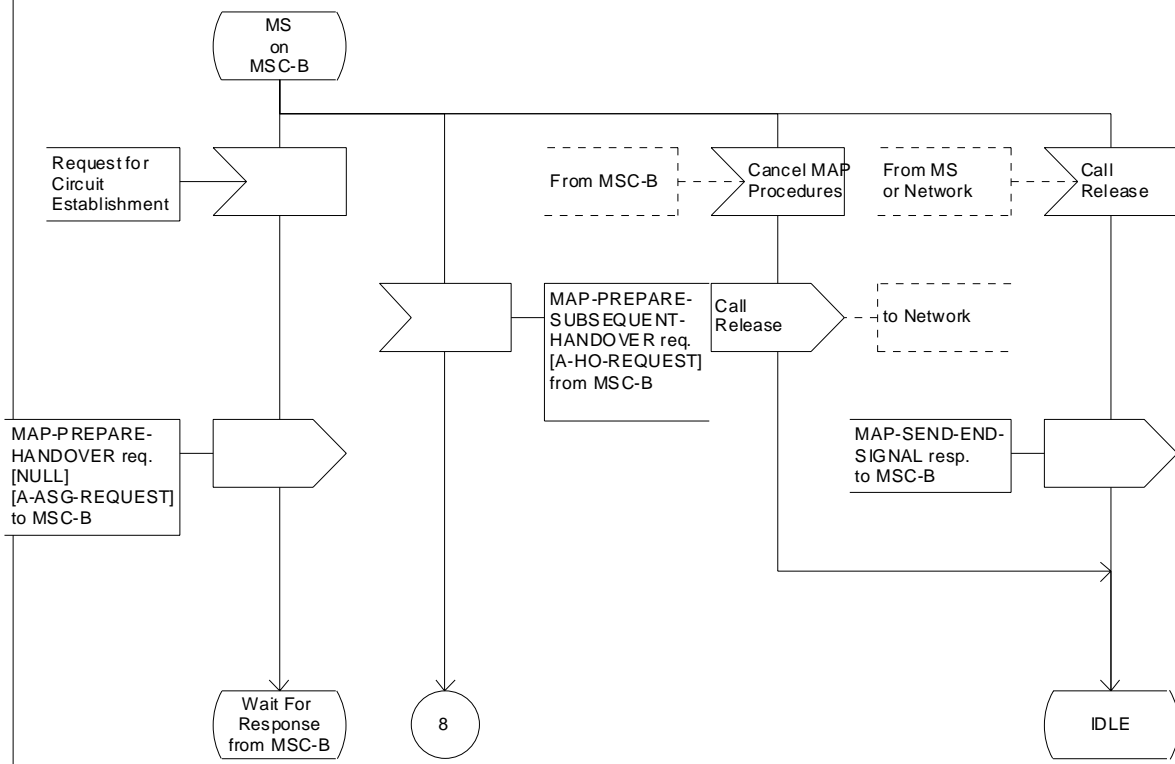 MS
on
MSC-B
Request for
Circuit
Establishment
From MSC-B
Cancel MAP
Procedures
From MS
or Network
Call
Release
MAP-PREPARE-
SUBSEQUENT-
HANDOVER req.
[A-HO-REQUEST]
from MSC-B
Call
Release
to Network
MAP-PREPARE-
HANDOVER req.
[NULL]
[A-ASG-REQUEST]
to MSC-B
MAP-SEND-END-
SIGNAL resp.
to MSC-B
Wait For
Response
from MSC-B
8
IDLE